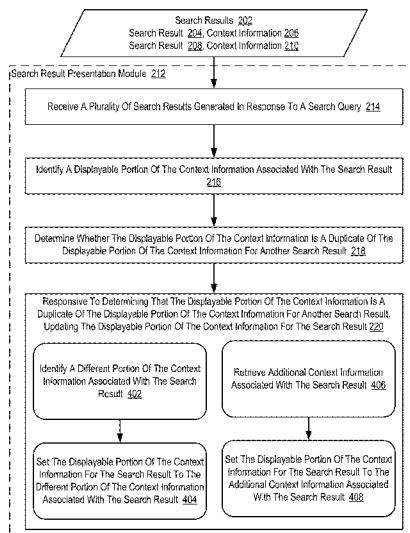 Search Results 202
Search Result 204, Context Information 206
Search Result 208, Context Information 210
Search Result Presentation Module 212
Receive A Plurality Of Search Results Generated In Response To A Search Query 214
Identify A Displayable Portion Of The Context Information Associated With The Search Result
216
Determine Whether The Displayable Portion Of The Context Information Is A Duplicate Of The
Displayable Portion Of The Context Information For Another Search Result 218
Responsive To Determining That The Displayable Portion Of The Context Information Is A
Duplicate Of The Displayable Portion Of The Context Information For Another Search Result,
Updating The Displayable Portion Of The Context Information For The Search Result 220
Identify A Different Portion Of The Context
Information Associated With The Search
Result 402
Retrieve Additional Context Information
Associated With The Search Result 406
Set The Displayable Portion Of The Context
Information For The Search Result To The
Different Portion Of The Context Information
Associated With The Search Result 404
Set The Displayable Portion Of The Context
Information For The Search Result To The
Additional Context Information Associated
With The Search Result 408